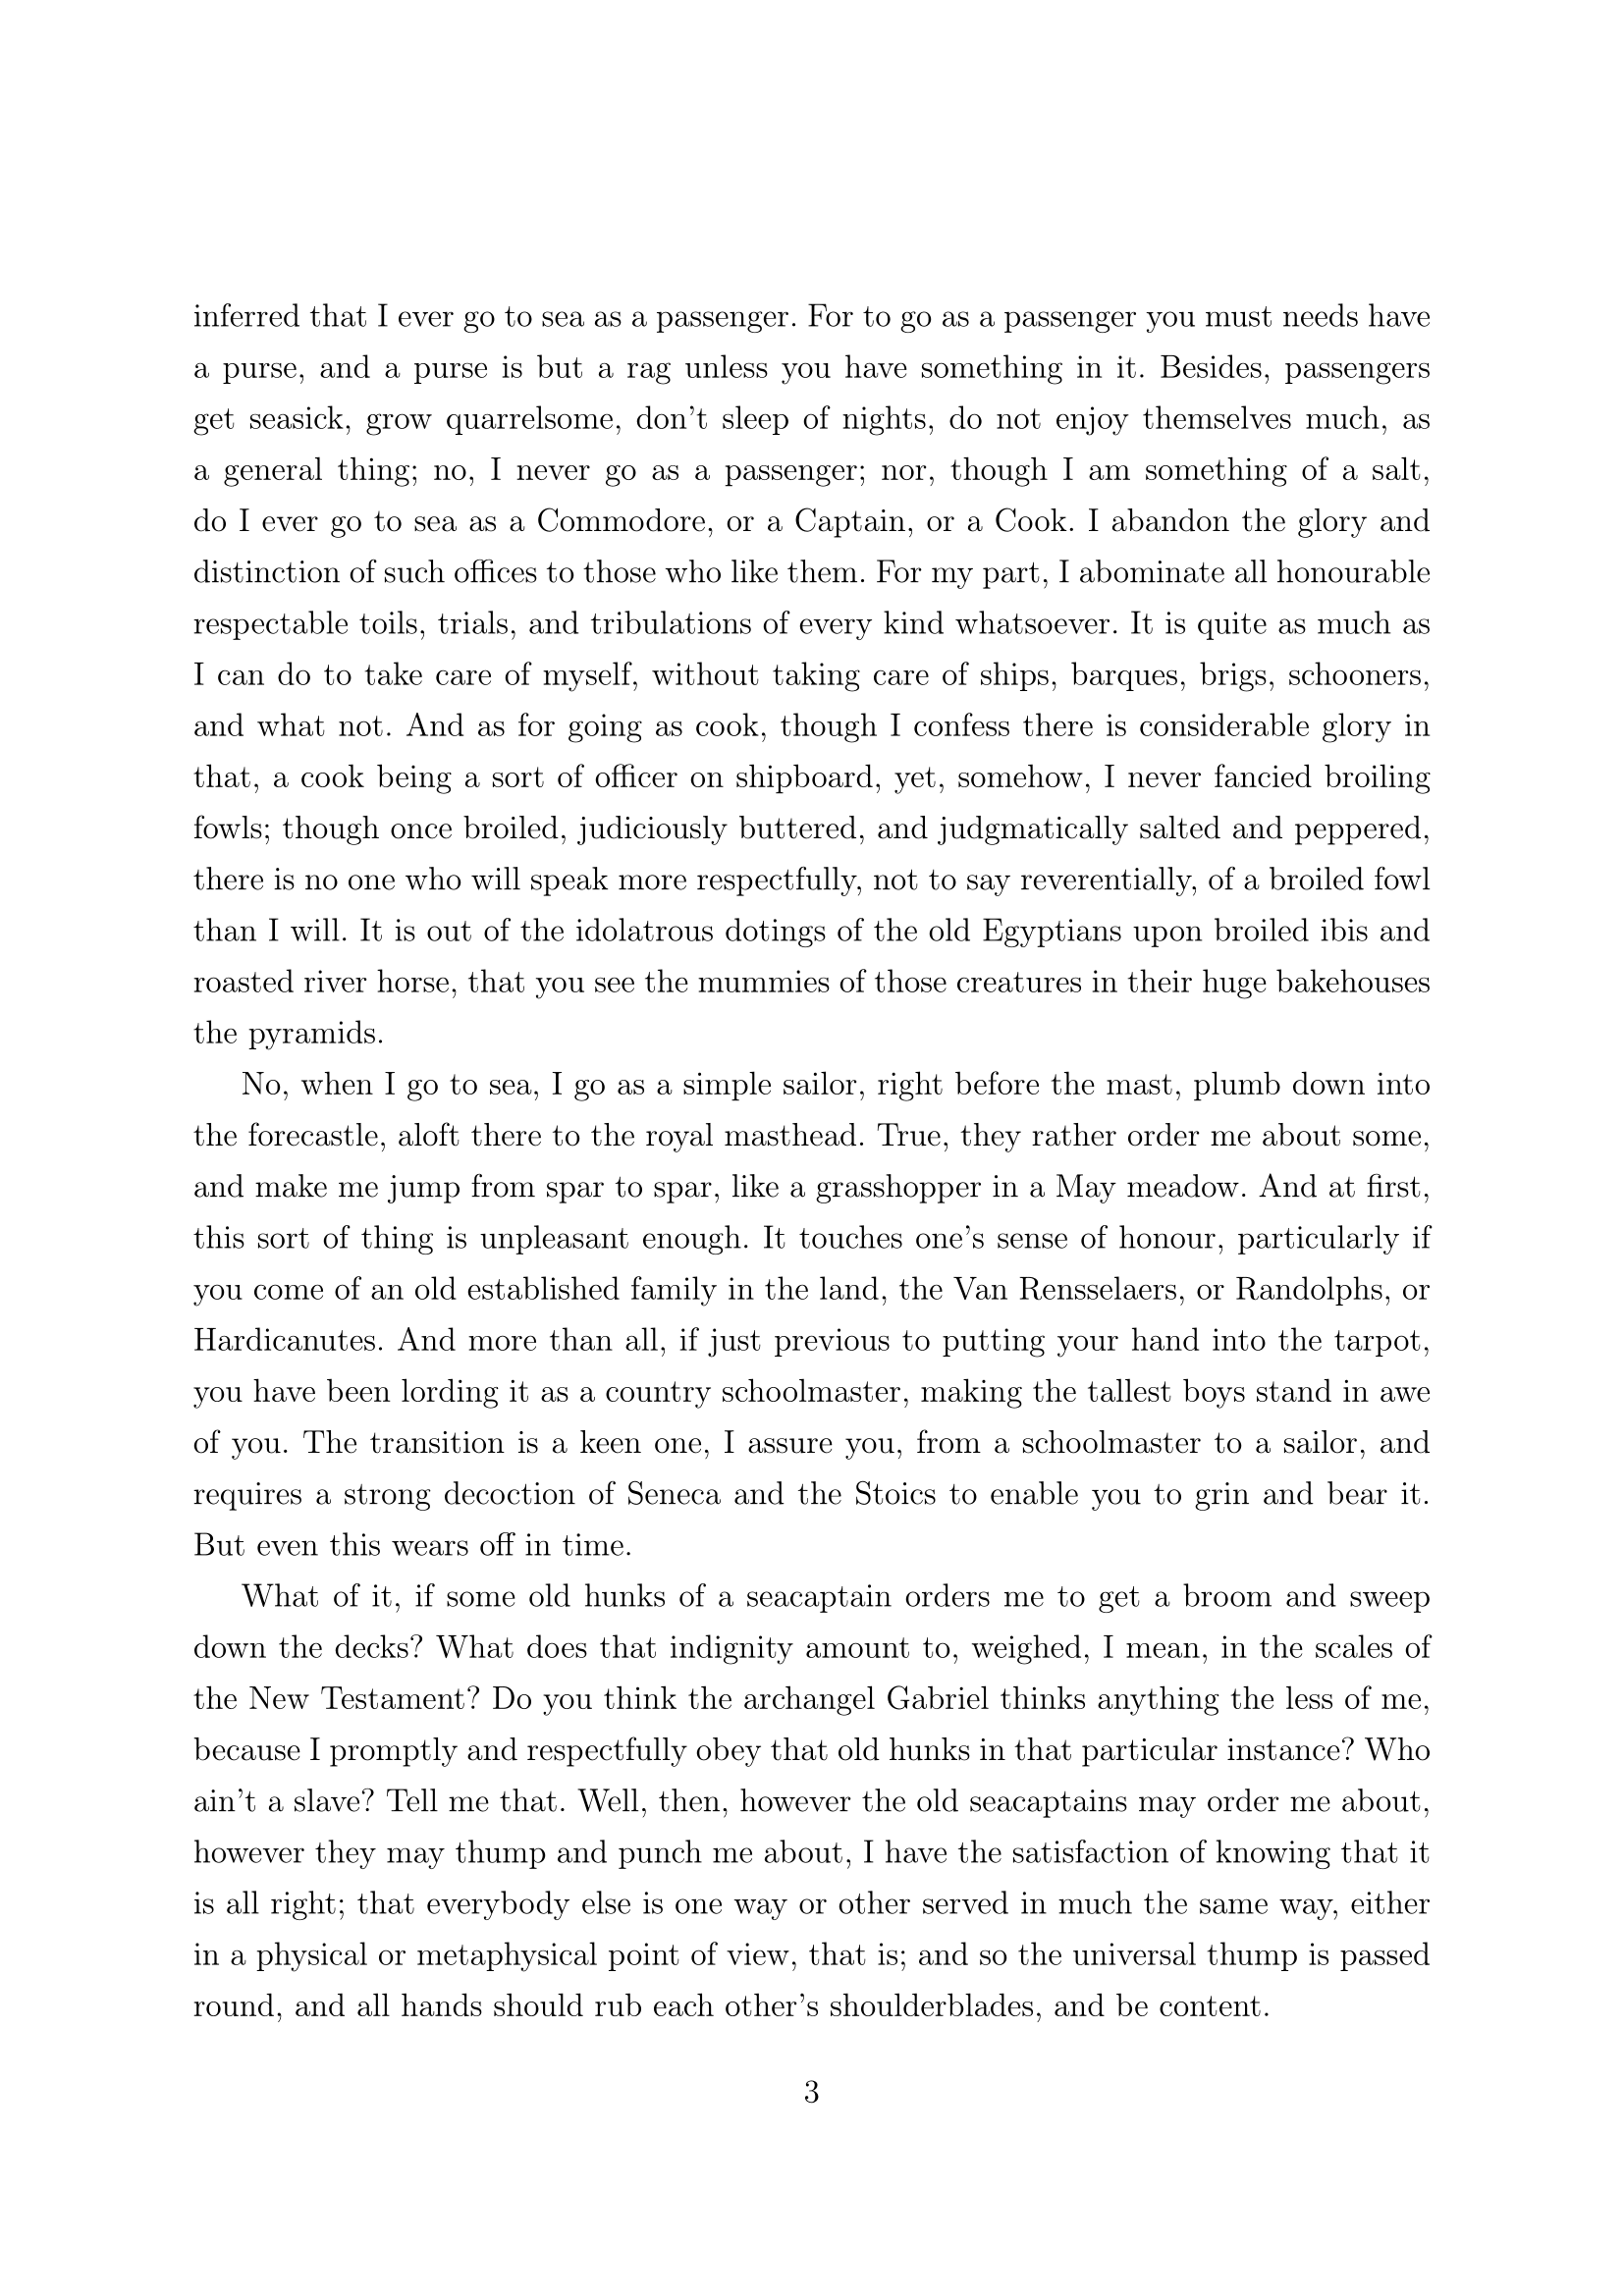 inferred that I ever go to sea as a passenger. For to go as a passenger you must needs have
a purse, and a purse is but a rag unless you have something in it. Besides, passengers
get seasick, grow quarrelsome, don’t sleep of nights, do not enjoy themselves much, as
a general thing; no, I never go as a passenger; nor, though I am something of a salt,
do I ever go to sea as a Commodore, or a Captain, or a Cook. I abandon the glory and
distinction of such offices to those who like them. For my part, I abominate all honourable
respectable toils, trials, and tribulations of every kind whatsoever. It is quite as much as
I can do to take care of myself, without taking care of ships, barques, brigs, schooners,
and what not. And as for going as cook, though I confess there is considerable glory in
that, a cook being a sort of officer on shipboard, yet, somehow, I never fancied broiling
fowls; though once broiled, judiciously buttered, and judgmatically salted and peppered,
there is no one who will speak more respectfully, not to say reverentially, of a broiled fowl
than I will. It is out of the idolatrous dotings of the old Egyptians upon broiled ibis and
roasted river horse, that you see the mummies of those creatures in their huge bakehouses
the pyramids.
No, when I go to sea, I go as a simple sailor, right before the mast, plumb down into
the forecastle, aloft there to the royal masthead. True, they rather order me about some,
and make me jump from spar to spar, like a grasshopper in a May meadow. And at first,
this sort of thing is unpleasant enough. It touches one’s sense of honour, particularly if
you come of an old established family in the land, the Van Rensselaers, or Randolphs, or
Hardicanutes. And more than all, if just previous to putting your hand into the tarpot,
you have been lording it as a country schoolmaster, making the tallest boys stand in awe
of you. The transition is a keen one, I assure you, from a schoolmaster to a sailor, and
requires a strong decoction of Seneca and the Stoics to enable you to grin and bear it.
But even this wears off in time.
What of it, if some old hunks of a seacaptain orders me to get a broom and sweep
down the decks? What does that indignity amount to, weighed, I mean, in the scales of
the New Testament? Do you think the archangel Gabriel thinks anything the less of me,
because I promptly and respectfully obey that old hunks in that particular instance? Who
ain’t a slave? Tell me that. Well, then, however the old seacaptains may order me about,
however they may thump and punch me about, I have the satisfaction of knowing that it
is all right; that everybody else is one way or other served in much the same way, either
in a physical or metaphysical point of view, that is; and so the universal thump is passed
round, and all hands should rub each other’s shoulderblades, and be content.
3